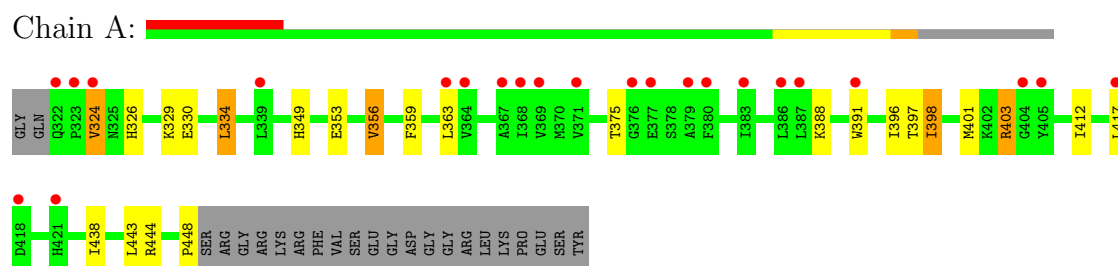 Chain A:
GLY GLN Q322 P323 V324 N325 H326 K329 E330 L334 L339 H349 E353 V356 F359 L363 V364 A367 I368 V369 N370 V371 T375 G376 E377 S378 A379 F380 I383 L386 L387 K388 W391 I396 T397 I398 M401 K402 R403 G404 Y405 I412 L417
D418 H421 I438 L443 R444 P448 SER ARG GLY ARG LYS ARG PHE VAL SER GLU GLY ASP GLY GLY ARG LEU LYS PRO GLU SER TYR